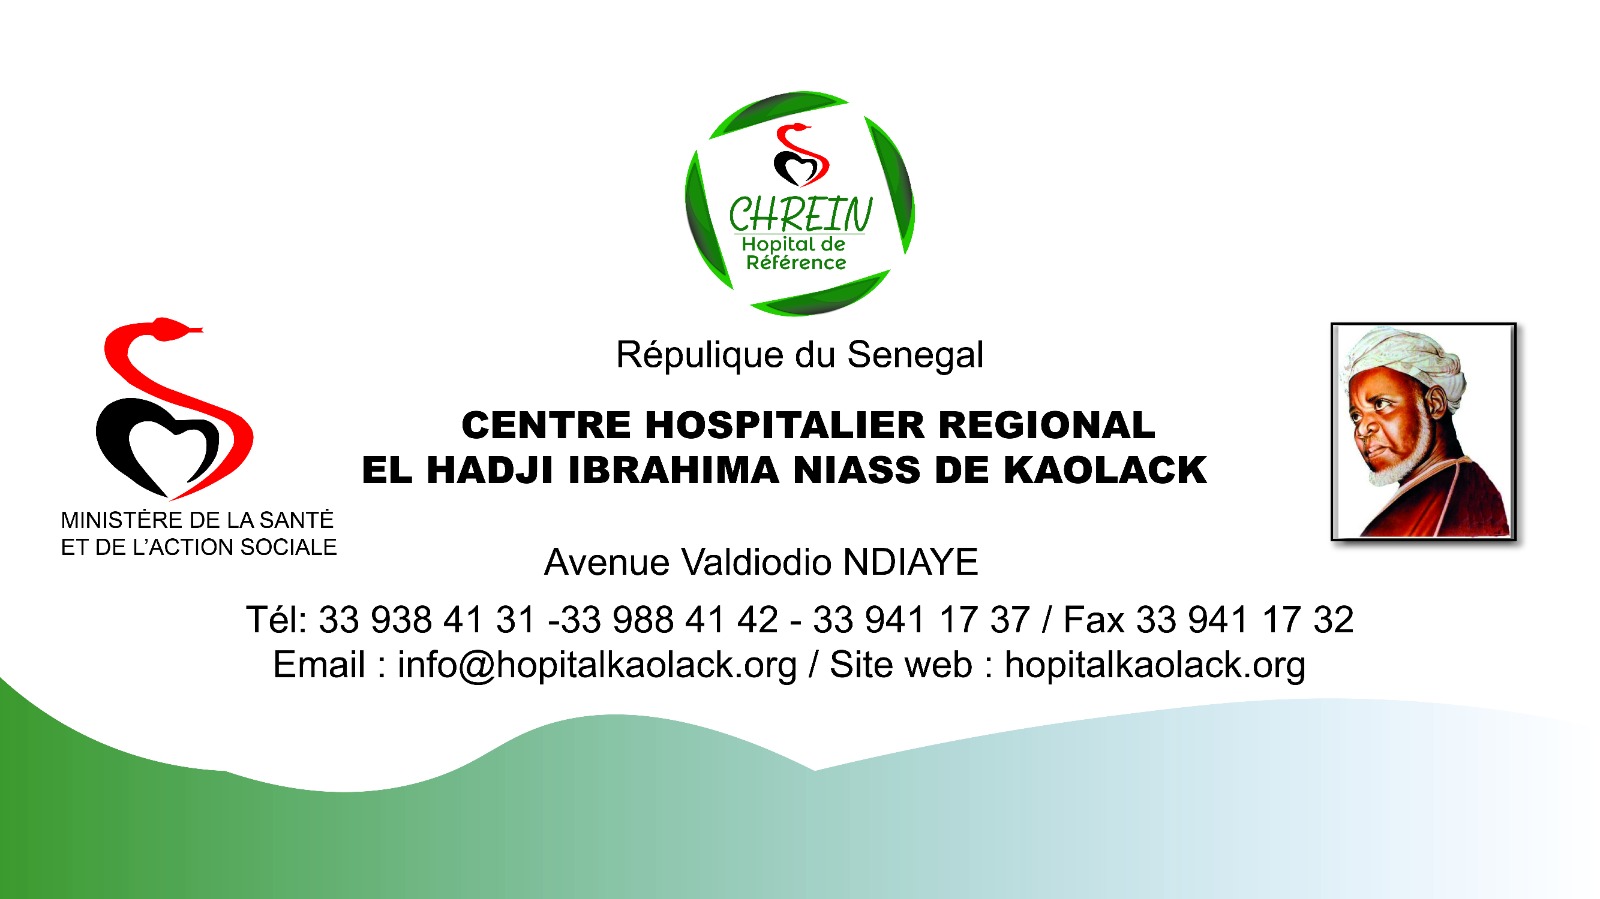 CHREIN
Hopital de
Référence
Répulique du Senegal
CENTRE HOSPITALIER REGIONAL
EL HADJI IBRAHIMA NIASS DE KAOLACK
MINISTÉRE DE LA SANTÉ
ET DE L’ACTION SOCIALE
Avenue Valdiodio NDIAYE
Tél: 33 938 41 31 -33 988 41 42 - 33 941 17 37 / Fax 33 941 17 32
Email : info@hopitalkaolack.org / Site web : hopitalkaolack.org